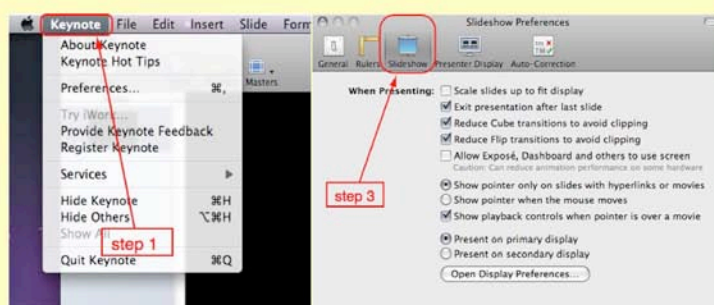 Keynote File Edit Insert Slide Form
About Keynote
Keynote Hot Tips
Preferences... ⌘,
Try iWork...
Provide Keynote Feedback
Register Keynote
Services
Hide Keynote ⌘H
Hide Others ⌥⌘H
Show All
Quit Keynote ⌘Q
Masters
step 1
Slideshow Preferences
General Rulers Slideshow Presenter Display Auto-Correction
When Presenting: Scale slides up to fit display
Exit presentation after last slide
Reduce Cube transitions to avoid clipping
Reduce Flip transitions to avoid clipping
Allow Exposé, Dashboard and others to use screen
Caution: Can reduce animation performance on some hardware
Show pointer only on slides with hyperlinks or movies
Show pointer when the mouse moves
Show playback controls when pointer is over a movie
Present on primary display
Present on secondary display
Open Display Preferences...
step 3